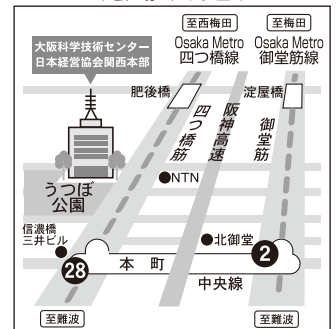 至西梅田
至梅田
Osaka Metro
四つ橋線
Osaka Metro
御堂筋線
大阪科学技術センター
日本経営協会関西本部
肥後橋
淀屋橋
四つ橋筋
阪神高速
御堂筋
NTN
うつぼ
公園
信濃橋
三井ビル
北御堂
2
28
本町
中央線
至難波
至難波